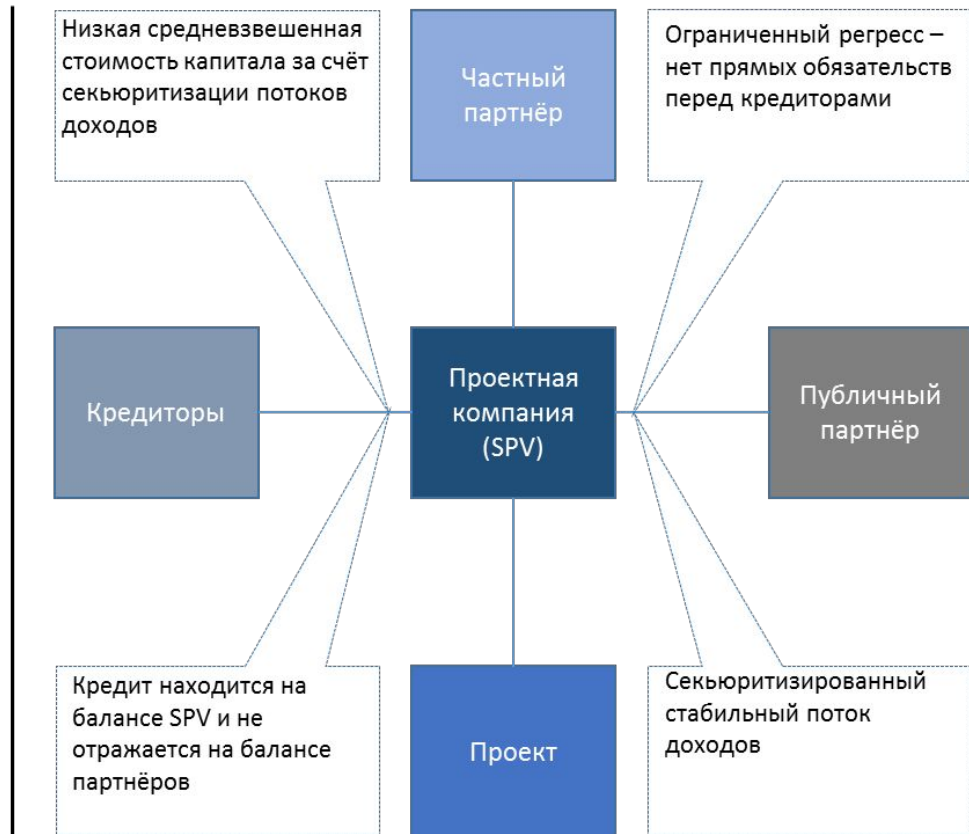 Низкая средневзвешенная
стоимость капитала за счёт
секьюритизации потоков
доходов
Частный
партнёр
Ограниченный регресс –
нет прямых обязательств
перед кредиторами
Кредиторы
Проектная
компания
(SPV)
Публичный
партнёр
Кредит находится на
балансе SPV и не
отражается на балансе
партнёров
Проект
Секьюритизированный
стабильный поток
доходов